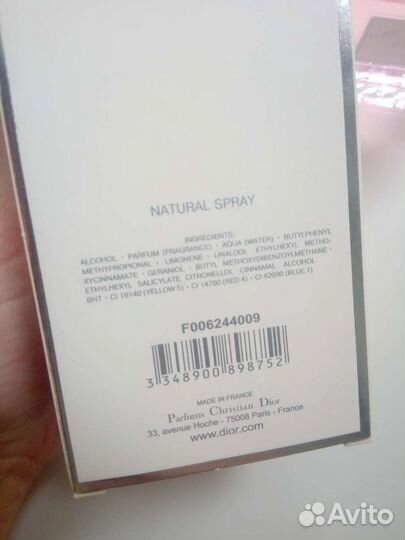 NATURAL SPRAY
INGREDIENTS:
ALCOHOL • PARFUM (FRAGRANCE) • AQUA (WATER) • BUTYLPHENYL
METHYLPROPIONAL • LIMONENE • LINALOOL ETHYLHEXYL METHO-
XYCINNAMATE • GERANIOL • BUTYL METHOXYDIBENZOYLMETHANE •
ETHYLHEXYL SALICYLATE CITRONELLOL CINNAMAL ALCOHOL
BHT • CI 19140 (YELLOW 5) • CI 14700 (RED 4) • CI 42090 (BLUE 1)
F006244009
3 348900 898752
MADE IN FRANCE
Parfums Christian Dior
33, avenue Hoche - 75008 Paris - France
www.dior.com
Avito